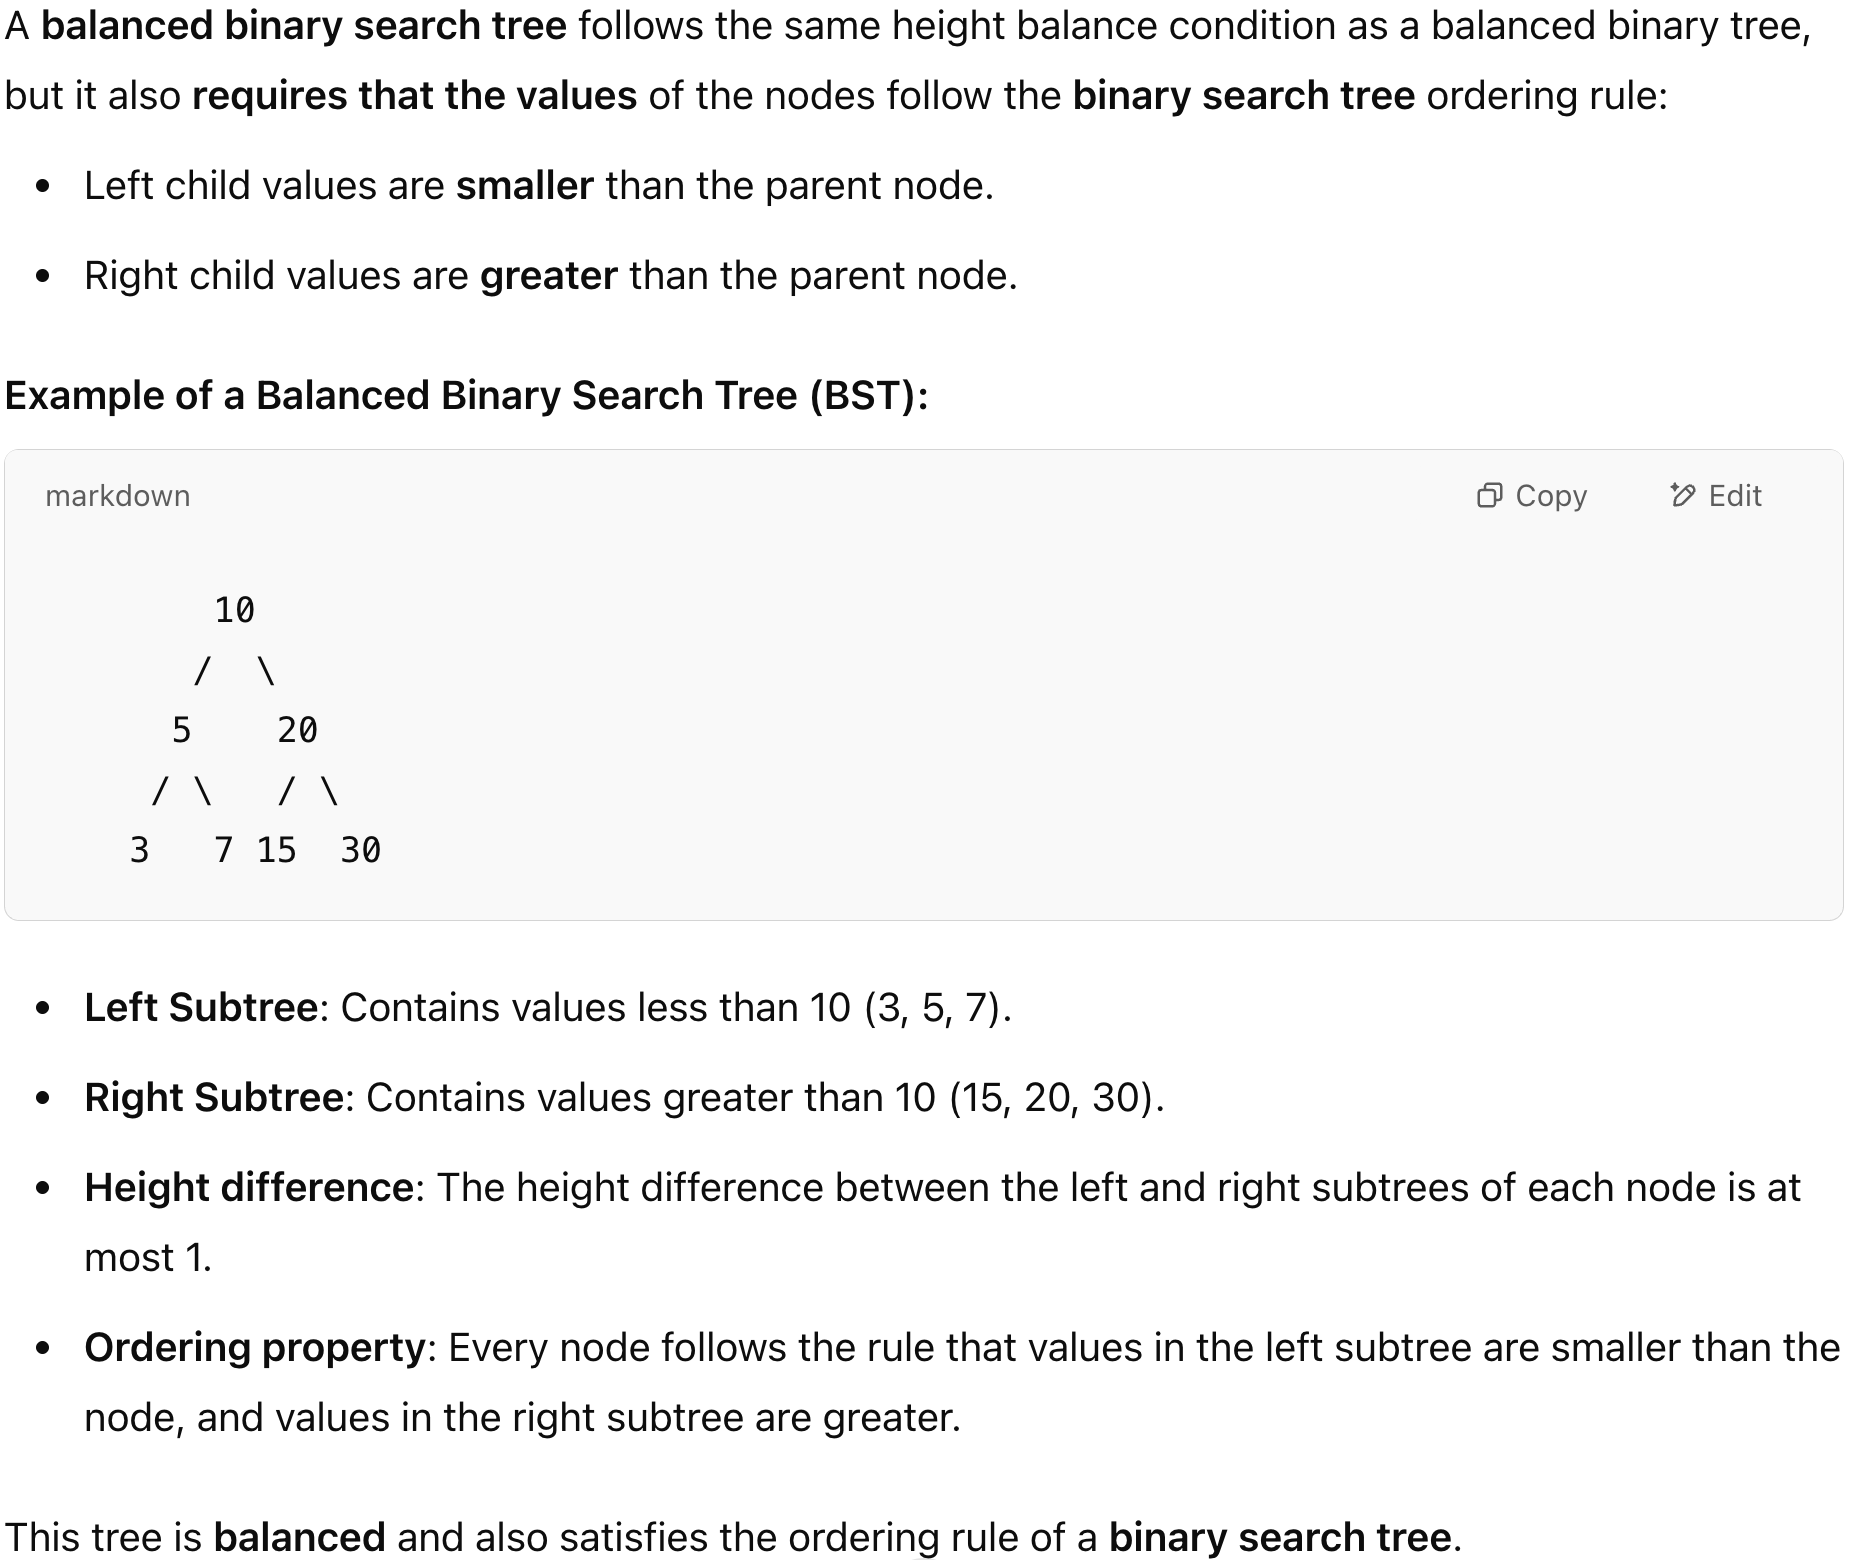 A balanced binary search tree follows the same height balance condition as a balanced binary tree,
but it also requires that the values of the nodes follow the binary search tree ordering rule:
• Left child values are smaller than the parent node.
• Right child values are greater than the parent node.
Example of a Balanced Binary Search Tree (BST):
markdown Copy Edit
10
/ \
5 20
/ \ / \
3 7 15 30
• Left Subtree: Contains values less than 10 (3, 5, 7).
• Right Subtree: Contains values greater than 10 (15, 20, 30).
• Height difference: The height difference between the left and right subtrees of each node is at
most 1.
• Ordering property: Every node follows the rule that values in the left subtree are smaller than the
node, and values in the right subtree are greater.
This tree is balanced and also satisfies the ordering rule of a binary search tree.